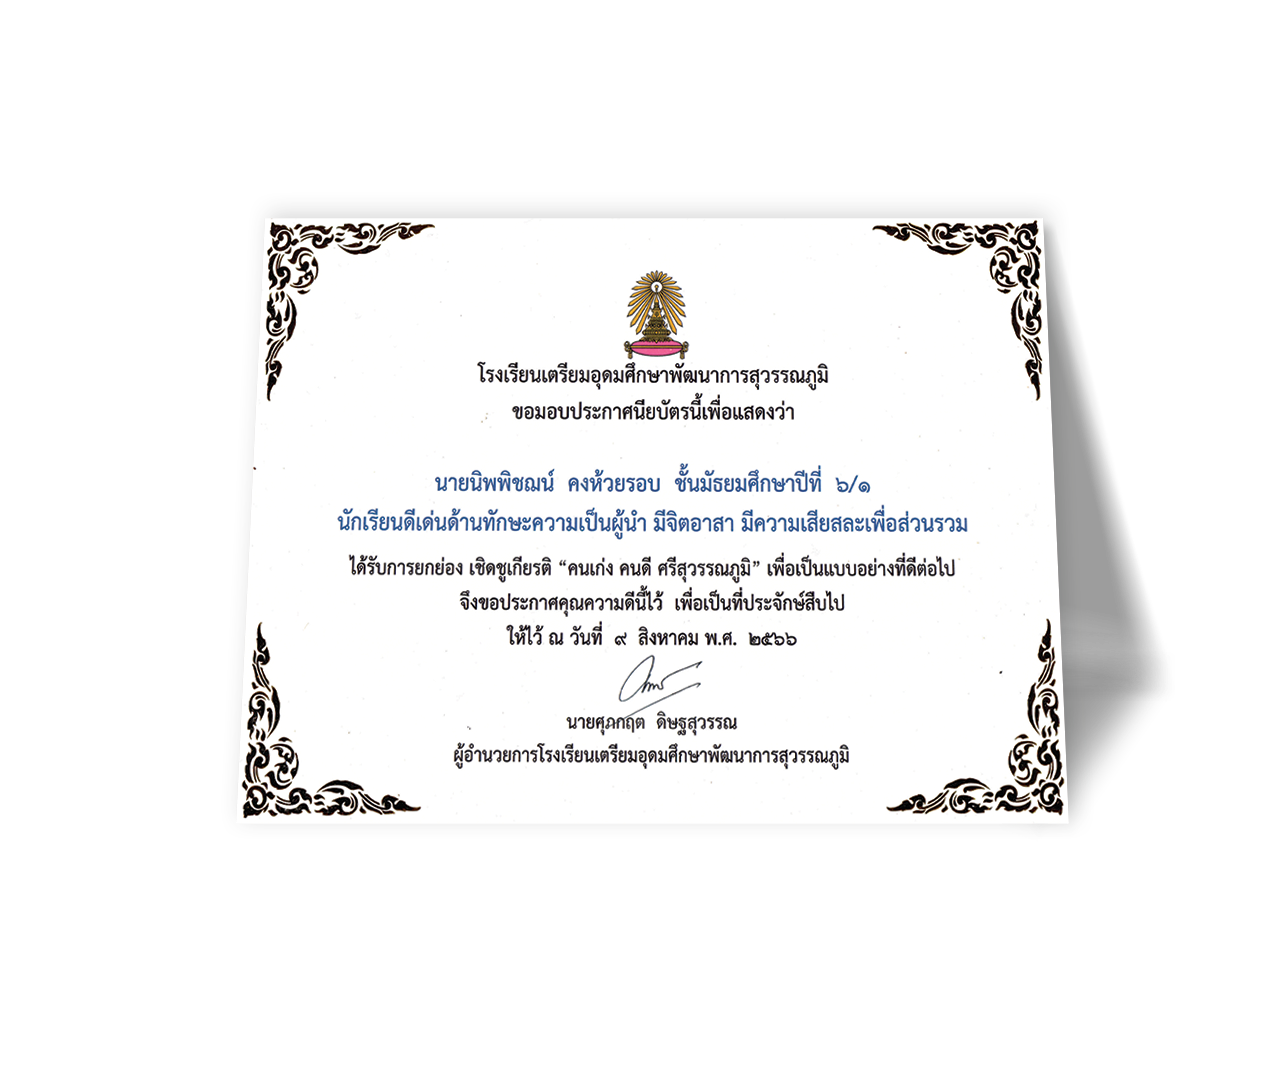 โรงเรียนเตรียมอุดมศึกษาพัฒนาการสุวรรณภูมิ
ขอมอบประกาศนียบัตรนี้เพื่อแสดงว่า
นายนิพพิชฌน์ คงห้วยรอบ ชั้นมัธยมศึกษาปีที่ ๖/๑
นักเรียนดีเด่นด้านทักษะความเป็นผู้นำ มีจิตอาสา มีความเสียสละเพื่อส่วนรวม
ได้รับการยกย่อง เชิดชูเกียรติ “คนเก่ง คนดี ศรีสุวรรณภูมิ” เพื่อเป็นแบบอย่างที่ดีต่อไป
จึงขอประกาศคุณความดีนี้ไว้ เพื่อเป็นที่ประจักษ์สืบไป
ให้ไว้ ณ วันที่ ๙ สิงหาคม พ.ศ. ๒๕๖๖
นายศุภกฤต ดิษฐสุวรรณ
ผู้อำนวยการโรงเรียนเตรียมอุดมศึกษาพัฒนาการสุวรรณภูมิ